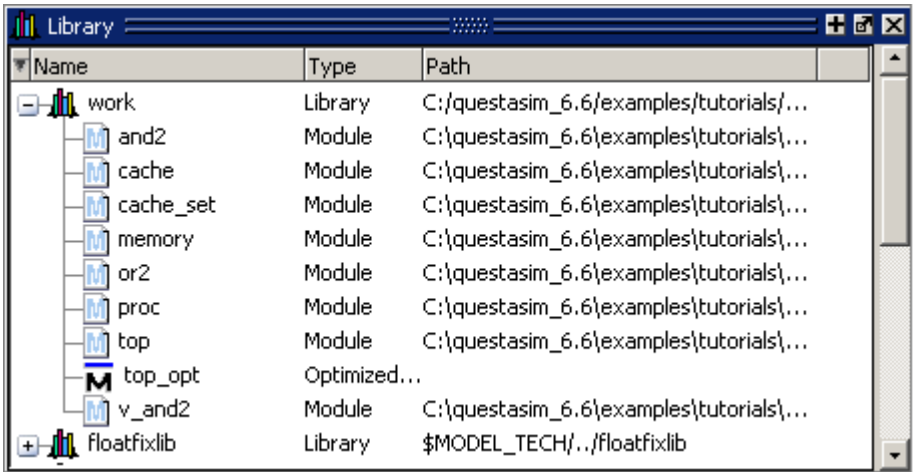 Library
Name Type Path
work Library C:/questasim_6.6/examples/tutorials/...
and2 Module C:\questasim_6.6\examples\tutorials\...
cache Module C:\questasim_6.6\examples\tutorials\...
cache_set Module C:\questasim_6.6\examples\tutorials\...
memory Module C:\questasim_6.6\examples\tutorials\...
or2 Module C:\questasim_6.6\examples\tutorials\...
proc Module C:\questasim_6.6\examples\tutorials\...
top Module C:\questasim_6.6\examples\tutorials\...
top_opt Optimized...
v_and2 Module C:\questasim_6.6\examples\tutorials\...
floatfixlib Library $MODEL_TECH/../floatfixlib